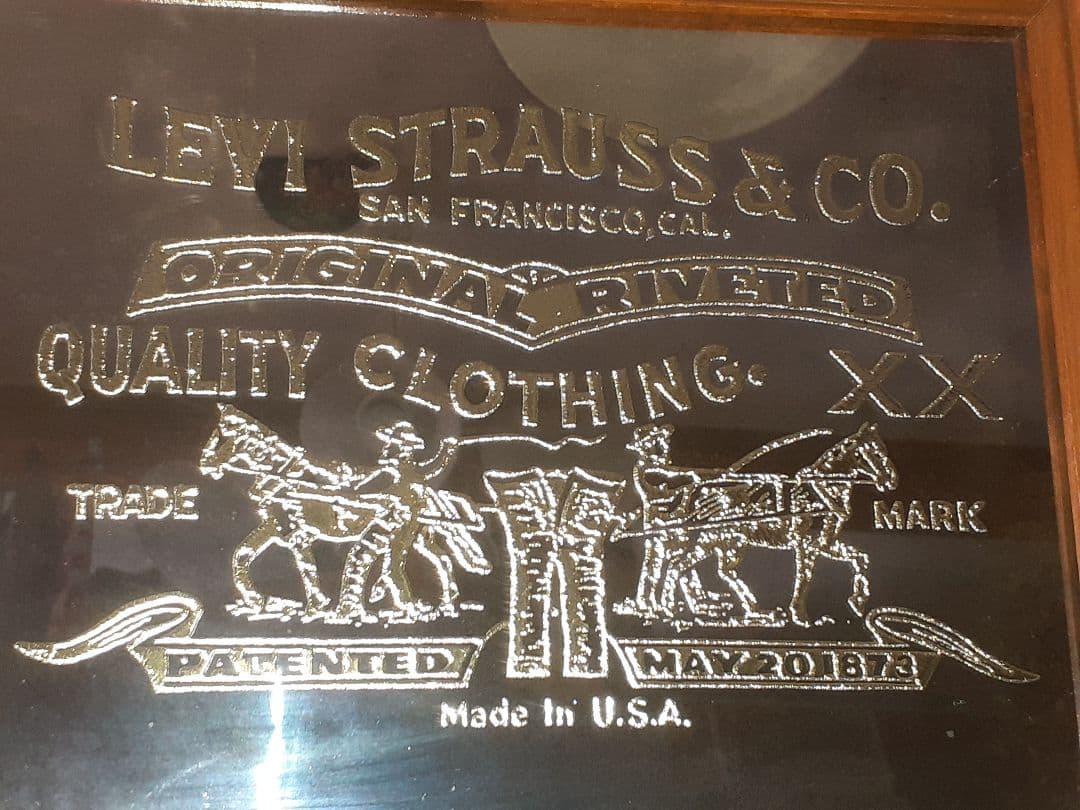 LEVI STRAUSS & CO.
SAN FRANCISCO, CAL.
ORIGINAL RIVETED
QUALITY CLOTHING. XX
TRADE MARK
PATENTED MAY 20 1873
Made In U.S.A.